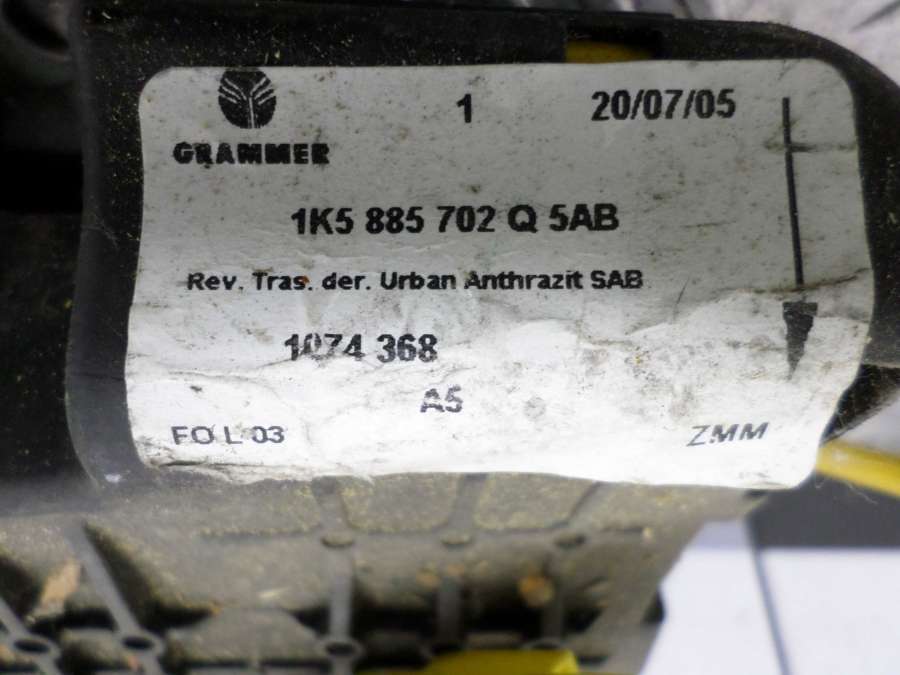 1 20/07/05
GRAMMER
1K5 885 702 Q 5AB
Rev. Tras. der. Urban Anthrazit SAB
1074 368
A5
FO L 03 ZMM